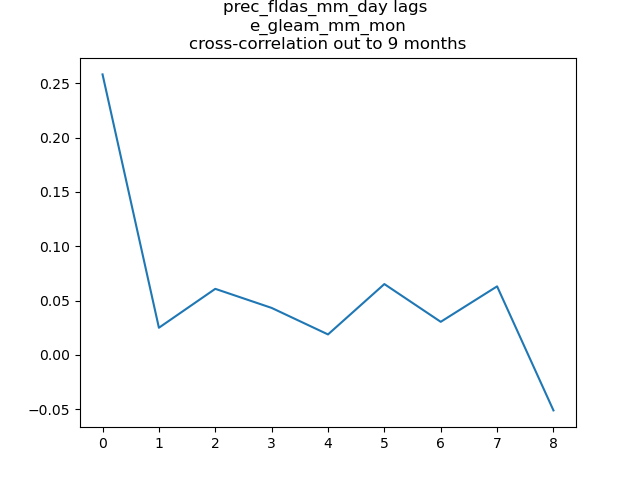 prec_fldas_mm_day lags
e_gleam_mm_mon
cross-correlation out to 9 months
0.25
0.20
0.15
0.10
0.05
0.00
−0.05
0 1 2 3 4 5 6 7 8